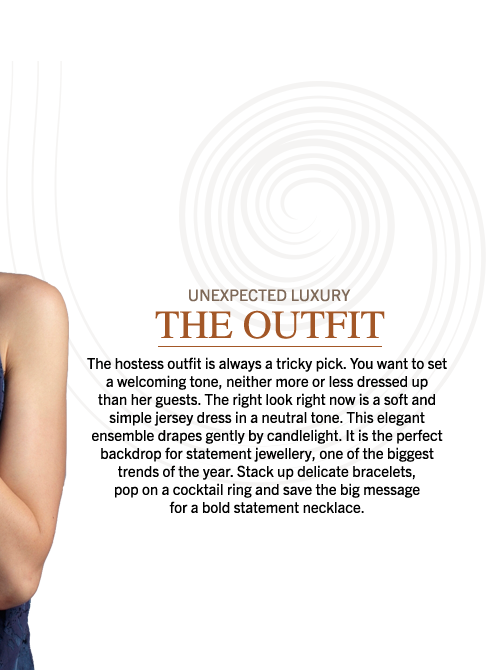 UNEXPECTED LUXURY
THE OUTFIT
The hostess outfit is always a tricky pick. You want to set
a welcoming tone, neither more or less dressed up
than her guests. The right look right now is a soft and
simple jersey dress in a neutral tone. This elegant
ensemble drapes gently by candlelight. It is the perfect
backdrop for statement jewellery, one of the biggest
trends of the year. Stack up delicate bracelets,
pop on a cocktail ring and save the big message
for a bold statement necklace.